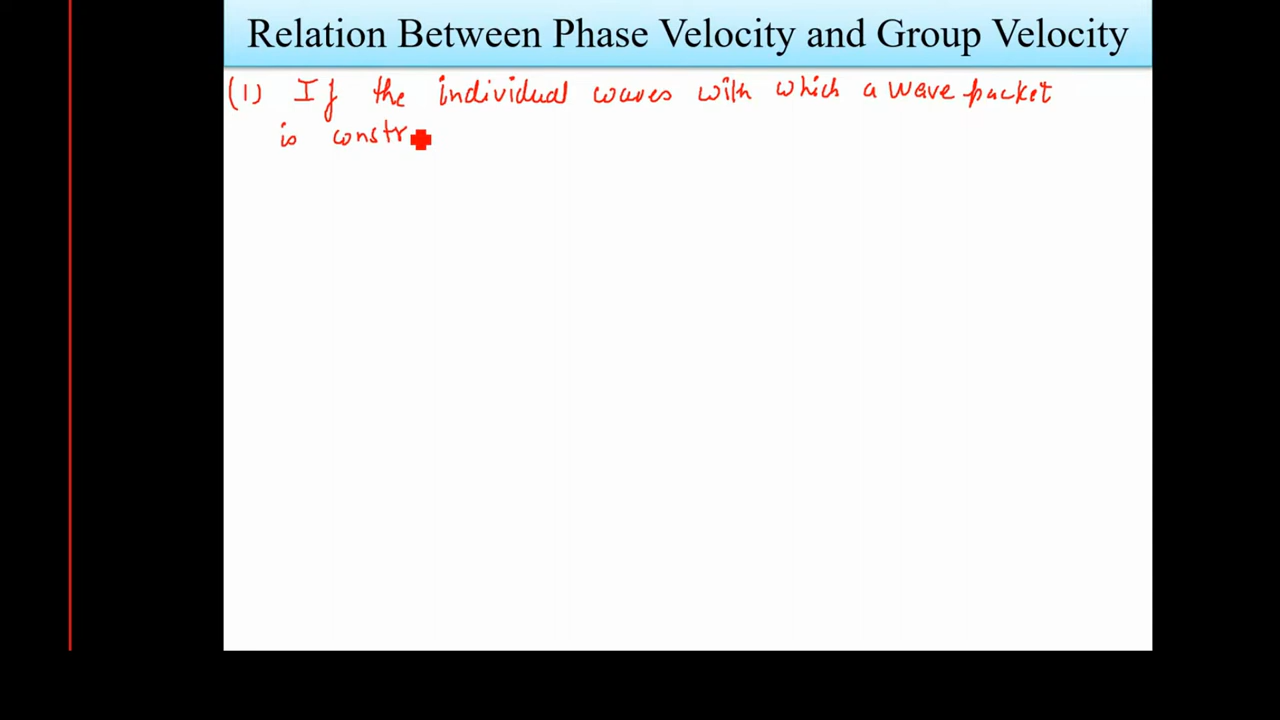 Relation Between Phase Velocity and Group Velocity
(1) If the individual waves with which a wave packet
is constr